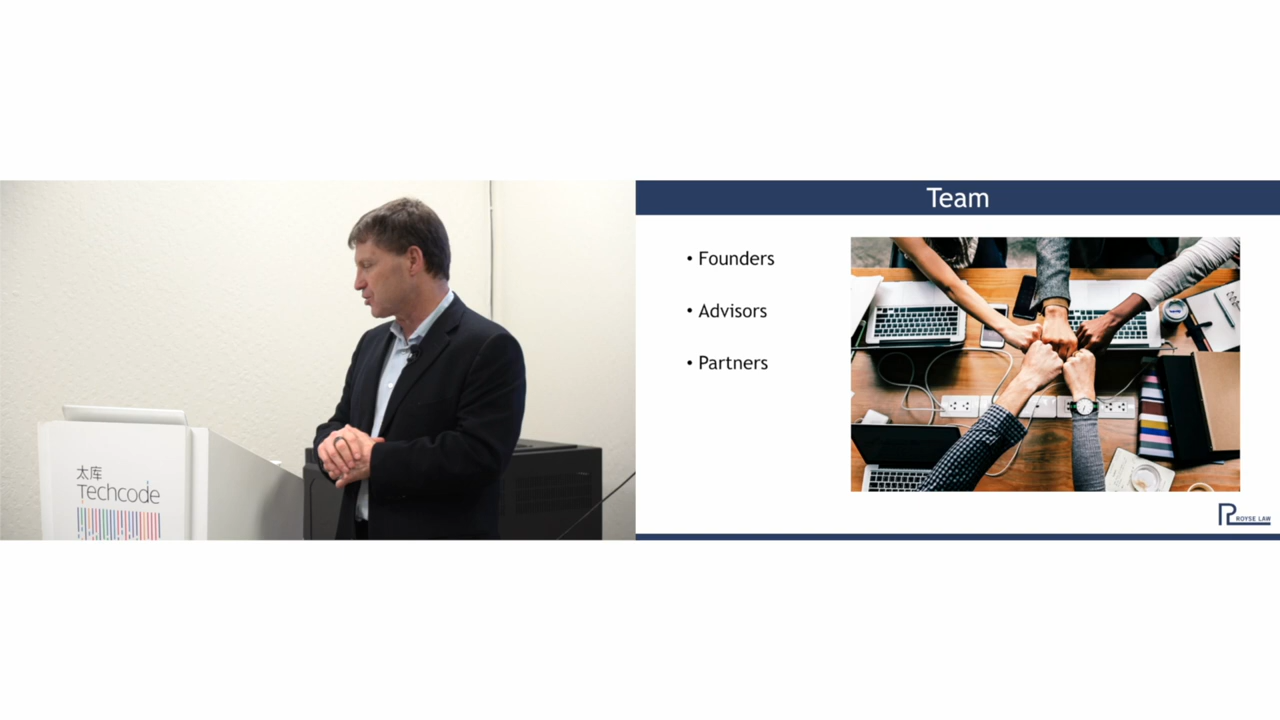 太库
Techcode
Team
• Founders
• Advisors
• Partners
ROYSE LAW